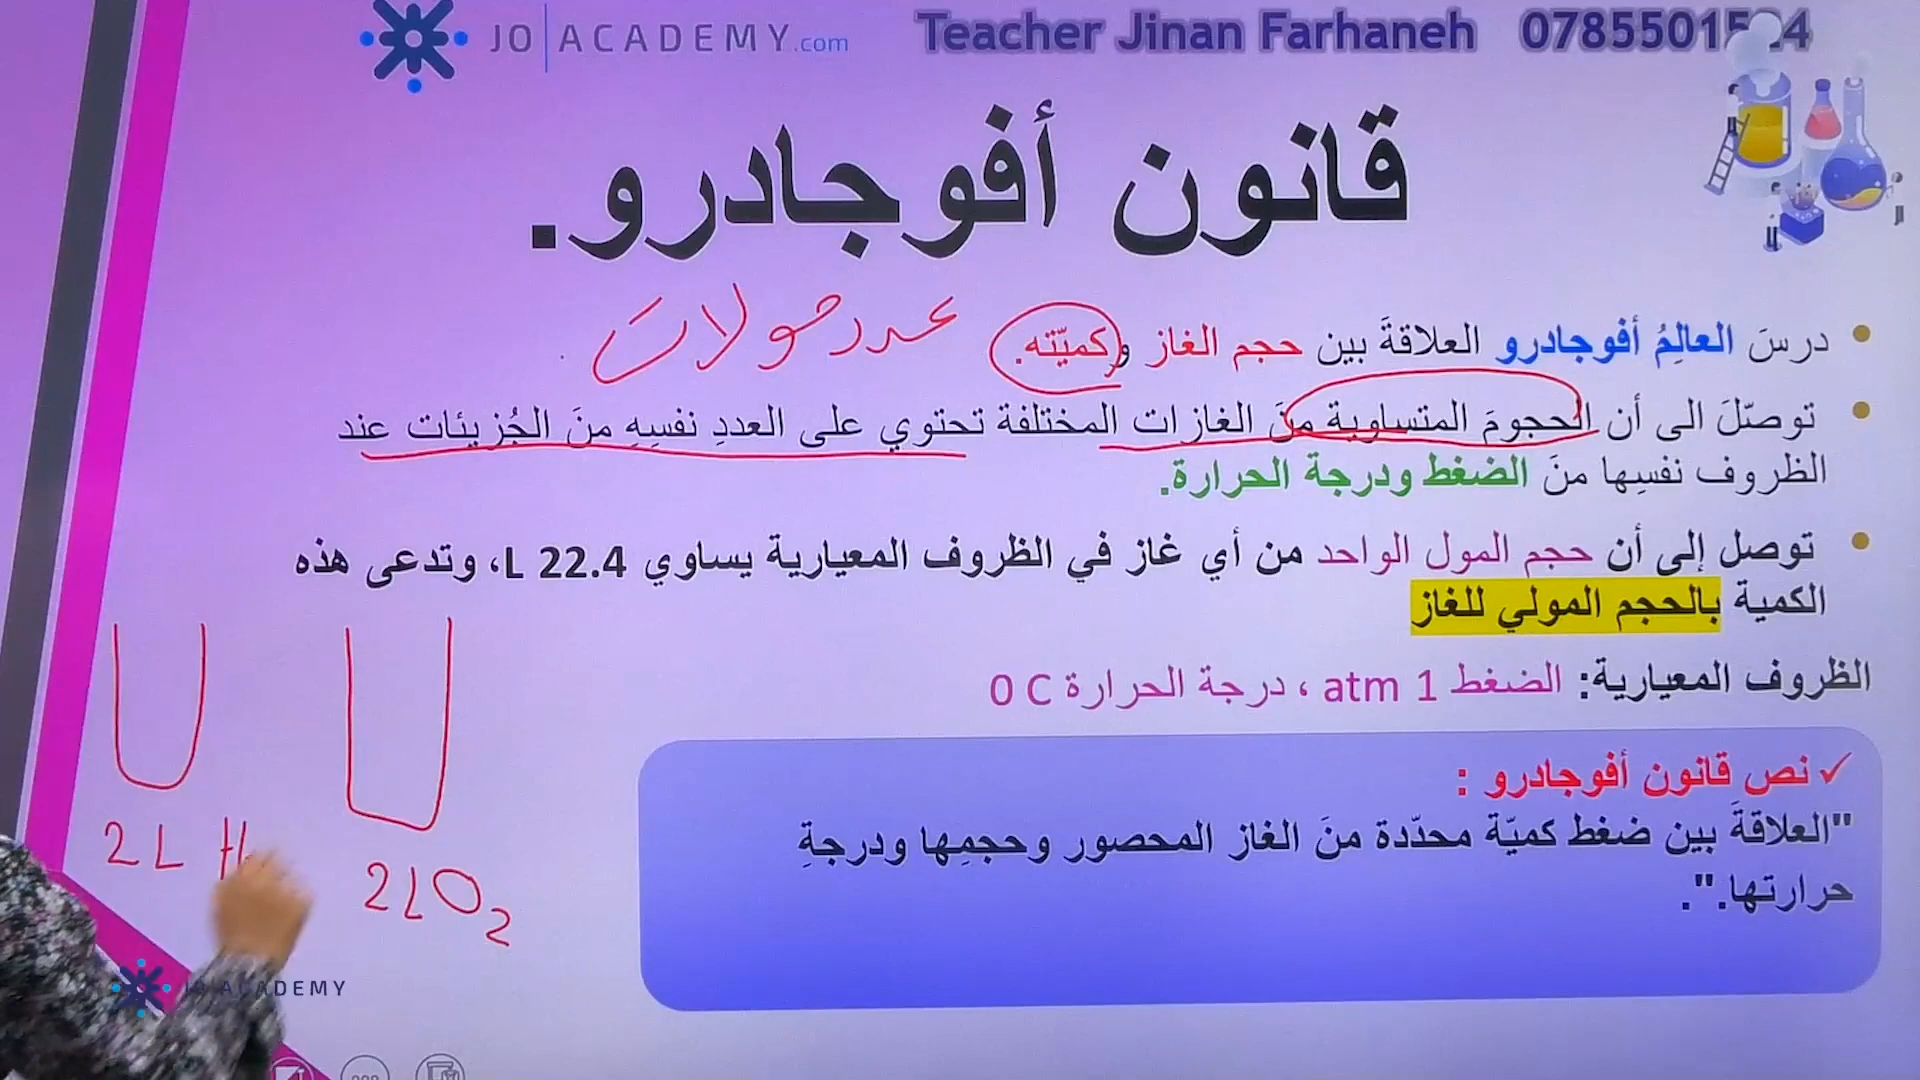 JO ACADEMY.com
Teacher Jinan Farhaneh
قانون أفوجادرو.
درسَ العالِمُ أفوجادرو العلاقةَ بين حجم الغاز وكميّته.
عدد مولات
توصّلَ الى أن الحجومَ المتساوية منَ الغازات المختلفة تحتوي على العددِ نفسِهِ منَ الجُزيئات عند
الظروف نفسِها منَ الضغط ودرجة الحرارة.
توصل إلى أن حجم المول الواحد من أي غاز في الظروف المعيارية يساوي 22.4 L، وتدعى هذه
الكمية بالحجم المولي للغاز
الظروف المعيارية: الضغط 1 atm ، درجة الحرارة 0 C
✓ نص قانون أفوجادرو :
"العلاقةَ بين ضغط كميّة محدّدة منَ الغاز المحصور وحجمِها ودرجةِ
حرارتها.".
2L H
2L O2
JO ACADEMY